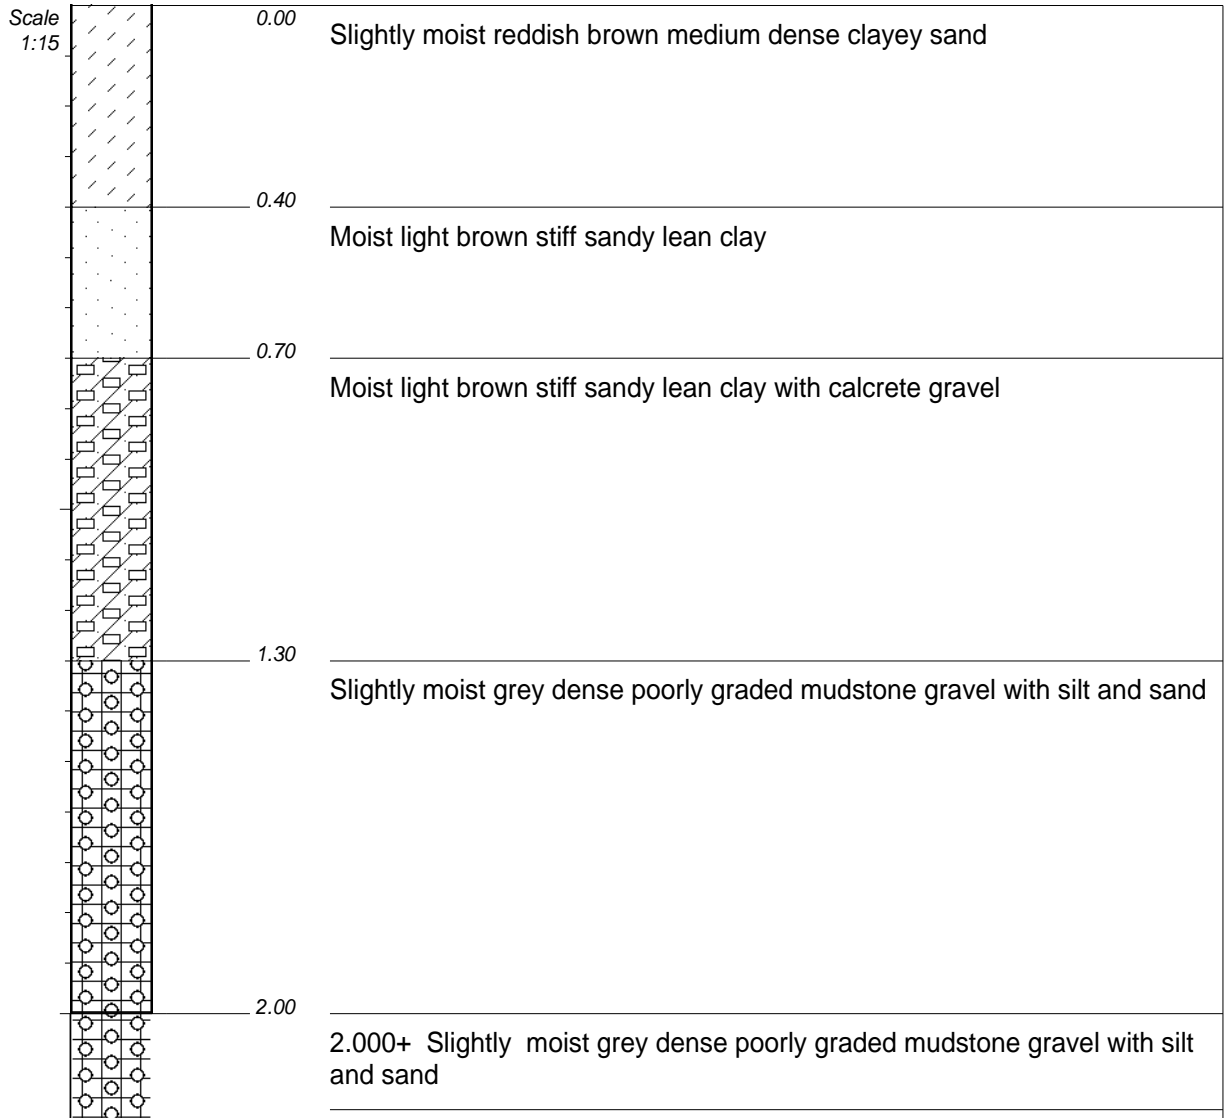 Scale
1:15
0.00
Slightly moist reddish brown medium dense clayey sand
0.40
Moist light brown stiff sandy lean clay
0.70
Moist light brown stiff sandy lean clay with calcrete gravel
1.30
Slightly moist grey dense poorly graded mudstone gravel with silt and sand
2.00
2.000+ Slightly moist grey dense poorly graded mudstone gravel with silt
and sand